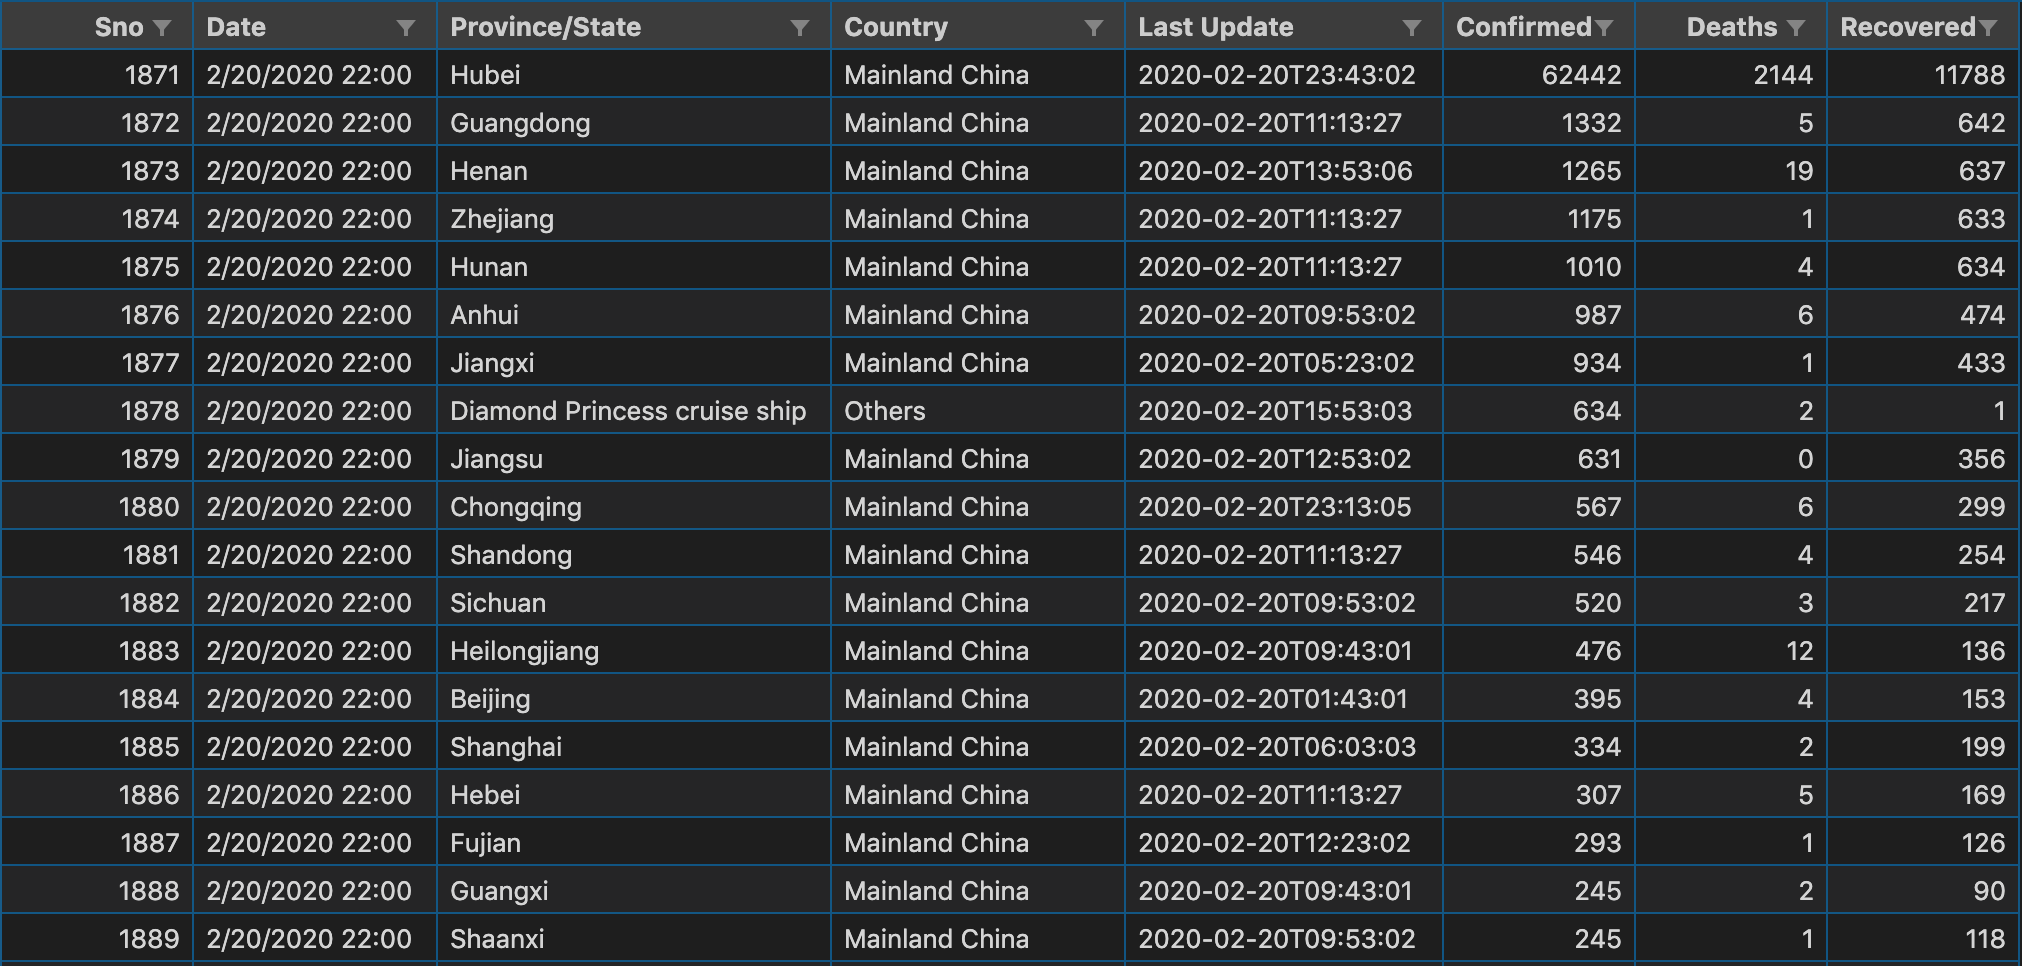 Sno Date Province/State Country Last Update Confirmed Deaths Recovered
1871 2/20/2020 22:00 Hubei Mainland China 2020-02-20T23:43:02 62442 2144 11788
1872 2/20/2020 22:00 Guangdong Mainland China 2020-02-20T11:13:27 1332 5 642
1873 2/20/2020 22:00 Henan Mainland China 2020-02-20T13:53:06 1265 19 637
1874 2/20/2020 22:00 Zhejiang Mainland China 2020-02-20T11:13:27 1175 1 633
1875 2/20/2020 22:00 Hunan Mainland China 2020-02-20T11:13:27 1010 4 634
1876 2/20/2020 22:00 Anhui Mainland China 2020-02-20T09:53:02 987 6 474
1877 2/20/2020 22:00 Jiangxi Mainland China 2020-02-20T05:23:02 934 1 433
1878 2/20/2020 22:00 Diamond Princess cruise ship Others 2020-02-20T15:53:03 634 2 1
1879 2/20/2020 22:00 Jiangsu Mainland China 2020-02-20T12:53:02 631 0 356
1880 2/20/2020 22:00 Chongqing Mainland China 2020-02-20T23:13:05 567 6 299
1881 2/20/2020 22:00 Shandong Mainland China 2020-02-20T11:13:27 546 4 254
1882 2/20/2020 22:00 Sichuan Mainland China 2020-02-20T09:53:02 520 3 217
1883 2/20/2020 22:00 Heilongjiang Mainland China 2020-02-20T09:43:01 476 12 136
1884 2/20/2020 22:00 Beijing Mainland China 2020-02-20T01:43:01 395 4 153
1885 2/20/2020 22:00 Shanghai Mainland China 2020-02-20T06:03:03 334 2 199
1886 2/20/2020 22:00 Hebei Mainland China 2020-02-20T11:13:27 307 5 169
1887 2/20/2020 22:00 Fujian Mainland China 2020-02-20T12:23:02 293 1 126
1888 2/20/2020 22:00 Guangxi Mainland China 2020-02-20T09:43:01 245 2 90
1889 2/20/2020 22:00 Shaanxi Mainland China 2020-02-20T09:53:02 245 1 118